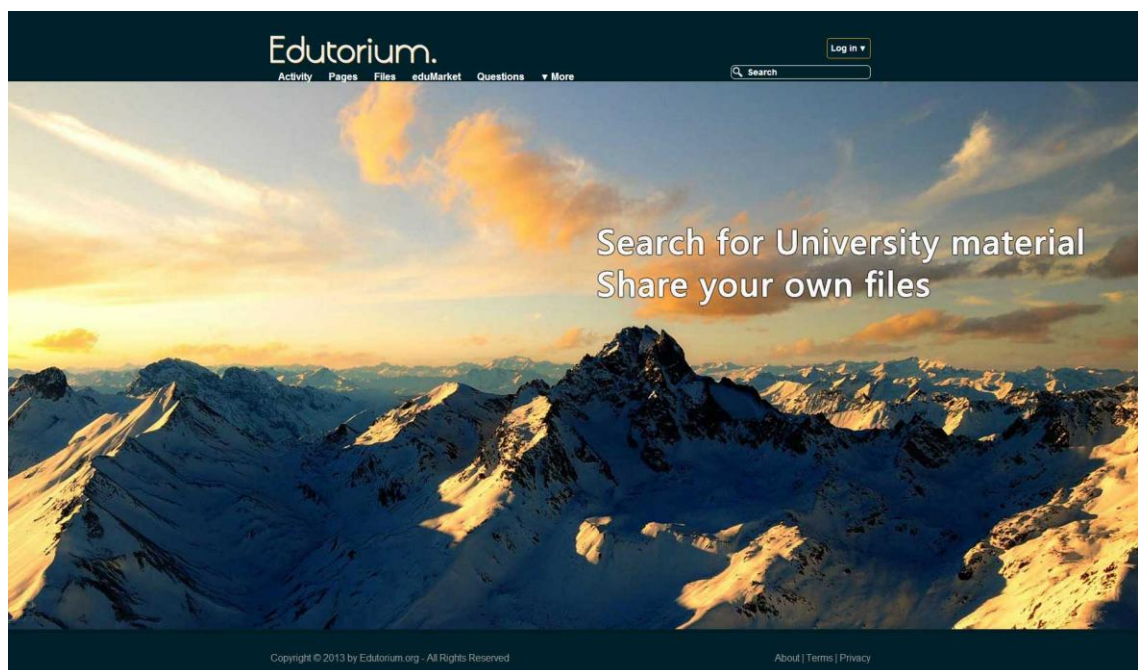 Edutorium.
Log in ▾
Activity Pages Files eduMarket Questions ▾ More
Search
Search for University material
Share your own files
Copyright © 2013 by Edutorium.org - All Rights Reserved
About | Terms | Privacy